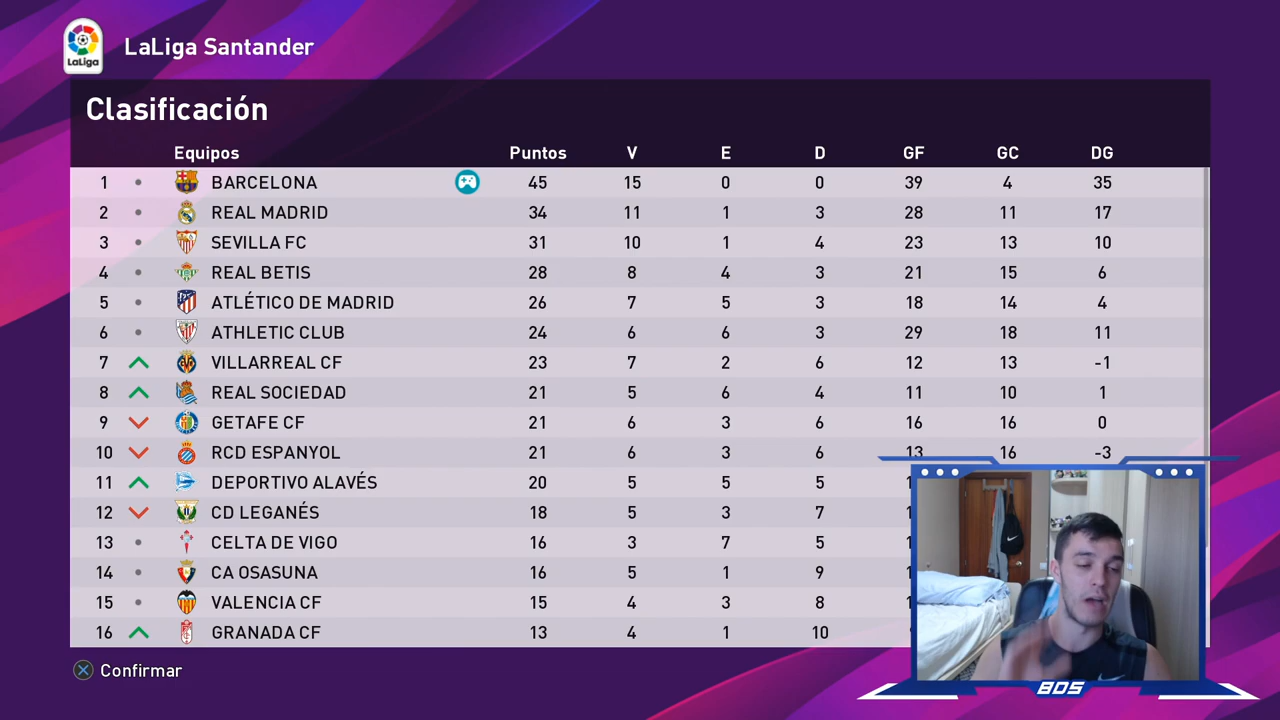 LaLiga LaLiga Santander
Clasificación
Equipos Puntos V E D GF GC DG
1 BARCELONA 45 15 0 0 39 4 35
2 REAL MADRID 34 11 1 3 28 11 17
3 SEVILLA FC 31 10 1 4 23 13 10
4 REAL BETIS 28 8 4 3 21 15 6
5 ATLÉTICO DE MADRID 26 7 5 3 18 14 4
6 ATHLETIC CLUB 24 6 6 3 29 18 11
7 VILLARREAL CF 23 7 2 6 12 13 -1
8 REAL SOCIEDAD 21 5 6 4 11 10 1
9 GETAFE CF 21 6 3 6 16 16 0
10 RCD ESPANYOL 21 6 3 6 13 16 -3
11 DEPORTIVO ALAVÉS 20 5 5 5
12 CD LEGANÉS 18 5 3 7
13 CELTA DE VIGO 16 3 7 5
14 CA OSASUNA 16 5 1 9
15 VALENCIA CF 15 4 3 8
16 GRANADA CF 13 4 1 10
Confirmar
BDS